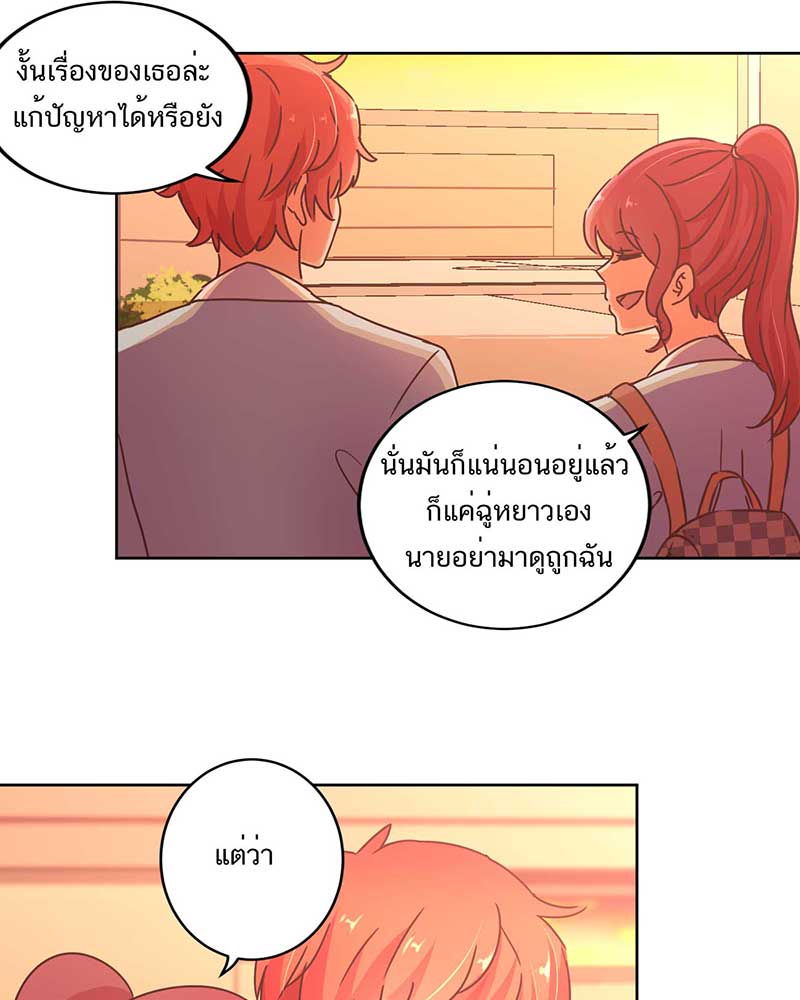 งั้นเรื่องของเธอล่ะ
แก้ปัญหาได้หรือยัง
นั่นมันก็แน่นอนอยู่แล้ว
ก็แค่ฉู่หยาวเอง
นายอย่ามาดูถูกฉัน
แต่ว่า